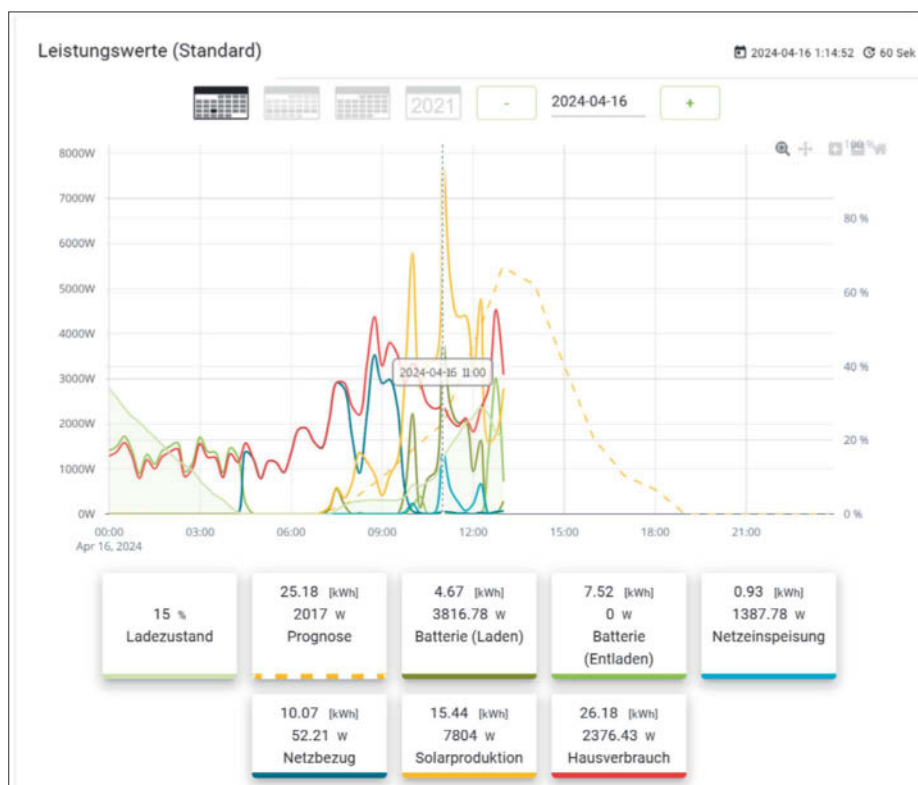 Leistungswerte (Standard)
2024-04-16 1:14:52 60 Sek
2021 - 2024-04-16 +
8000W
7000W
6000W
5000W
4000W
3000W
2000W
1000W
0W
100 %
80 %
60 %
40 %
20 %
0 %
2024-04-16 11:00
00:00 03:00 06:00 09:00 12:00 15:00 18:00 21:00
Apr 16, 2024
15 %
Ladezustand
25.18 [kWh]
2017 W
Prognose
4.67 [kWh]
3816.78 W
Batterie (Laden)
7.52 [kWh]
0 W
Batterie
(Entladen)
0.93 [kWh]
1387.78 W
Netzeinspeisung
10.07 [kWh]
52.21 W
Netzbezug
15.44 [kWh]
7804 W
Solarproduktion
26.18 [kWh]
2376.43 W
Hausverbrauch